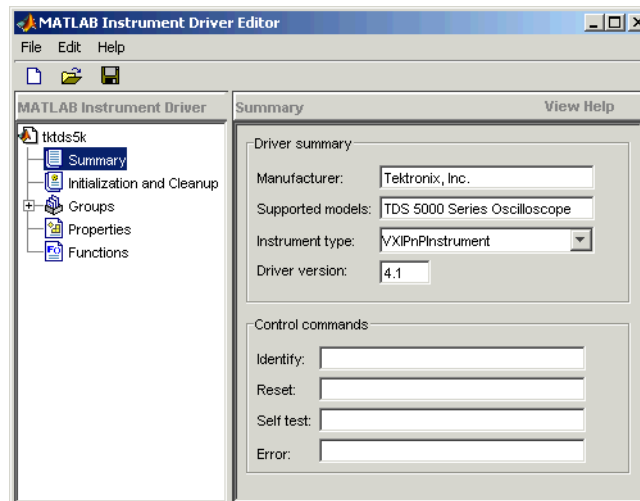 MATLAB Instrument Driver Editor
File Edit Help
MATLAB Instrument Driver
tktds5k
Summary
Initialization and Cleanup
Groups
Properties
Functions
Summary View Help
Driver summary
Manufacturer: Tektronix, Inc.
Supported models: TDS 5000 Series Oscilloscope
Instrument type: VXIPnPInstrument
Driver version: 4.1
Control commands
Identify:
Reset:
Self test:
Error: